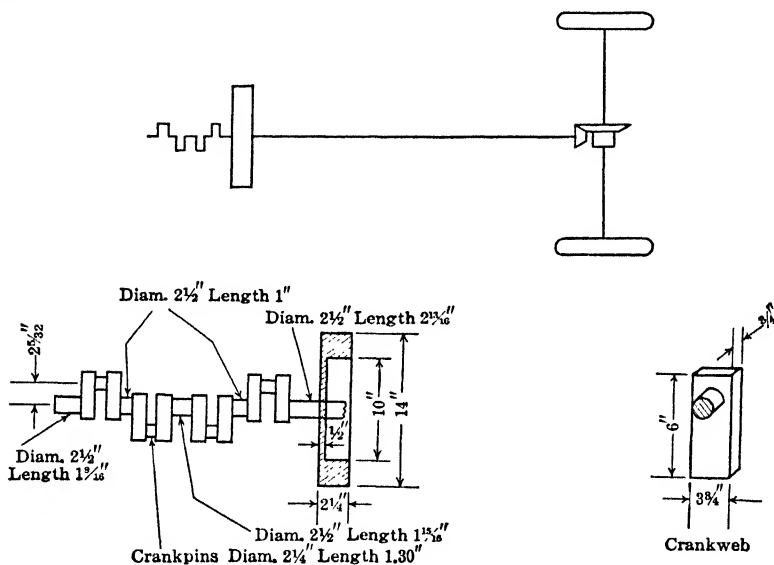 Diam. 2½″ Length 1″
Diam. 2½″ Length 2¹³⁄₁₆″
2⁵⁄₃₂″
Diam. 2½″
Length 1⁹⁄₁₆″
½″
10″
14″
2¼″
Diam. 2½″ Length 1¹⁵⁄₁₆″
Crankpins Diam. 2¼″ Length 1.30″
6″
3¾″
Crankweb